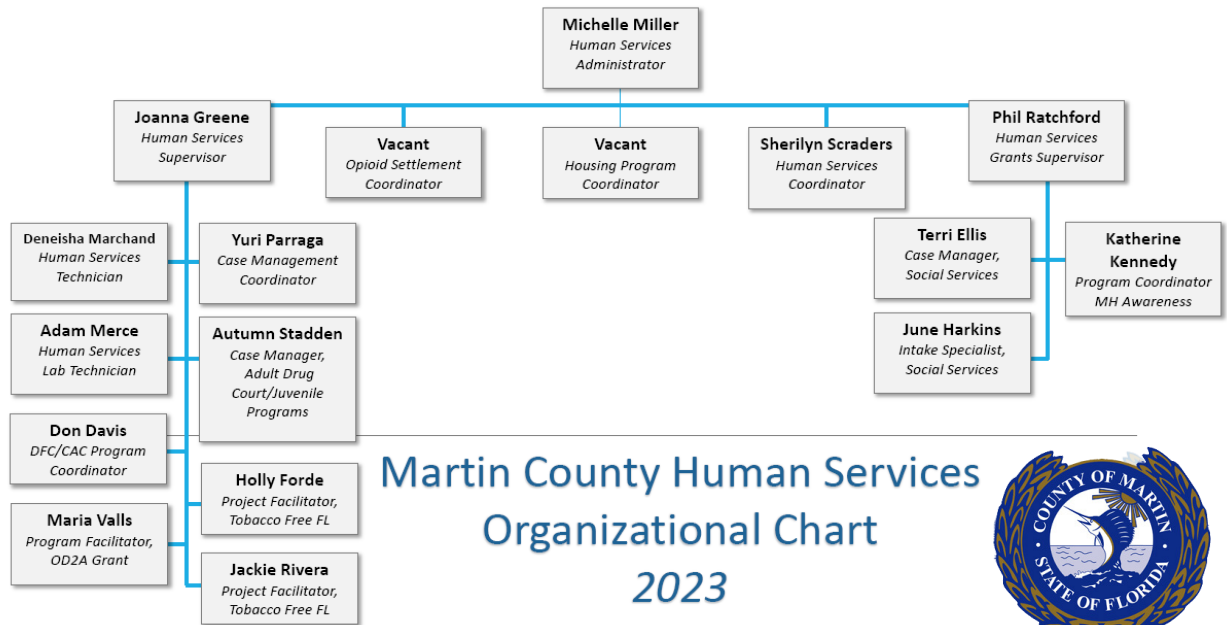 Michelle Miller
Human Services
Administrator
Joanna Greene
Human Services
Supervisor
Vacant
Opioid Settlement
Coordinator
Vacant
Housing Program
Coordinator
Sherilyn Scraders
Human Services
Coordinator
Phil Ratchford
Human Services
Grants Supervisor
Deneisha Marchand
Human Services
Technician
Yuri Parraga
Case Management
Coordinator
Adam Merce
Human Services
Lab Technician
Autumn Stadden
Case Manager,
Adult Drug
Court/Juvenile
Programs
Don Davis
DFC/CAC Program
Coordinator
Holly Forde
Project Facilitator,
Tobacco Free FL
Maria Valls
Program Facilitator,
OD2A Grant
Jackie Rivera
Project Facilitator,
Tobacco Free FL
Terri Ellis
Case Manager,
Social Services
Katherine
Kennedy
Program Coordinator
MH Awareness
June Harkins
Intake Specialist,
Social Services
Martin County Human Services
Organizational Chart
2023
COUNTY OF MARTIN
STATE OF FLORIDA